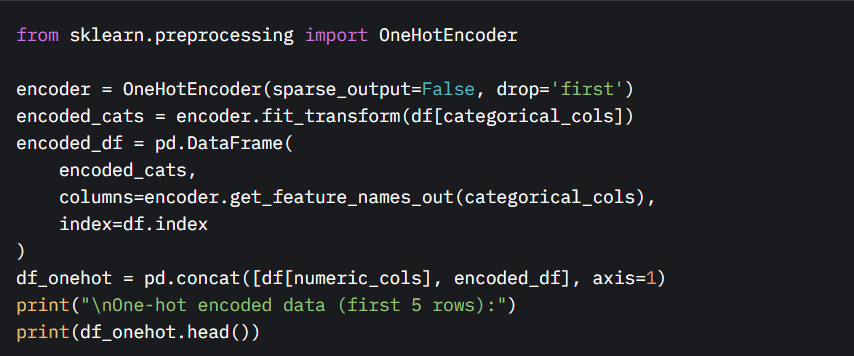 from sklearn.preprocessing import OneHotEncoder
encoder = OneHotEncoder(sparse_output=False, drop='first')
encoded_cats = encoder.fit_transform(df[categorical_cols])
encoded_df = pd.DataFrame(
    encoded_cats,
    columns=encoder.get_feature_names_out(categorical_cols),
    index=df.index
)
df_onehot = pd.concat([df[numeric_cols], encoded_df], axis=1)
print("\nOne-hot encoded data (first 5 rows):")
print(df_onehot.head())